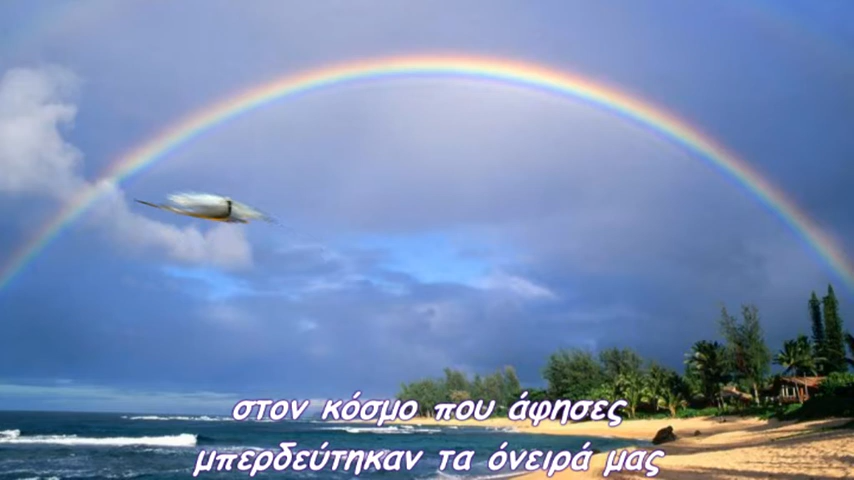 στον κόσμο που άφησες
μπερδεύτηκαν τα όνειρά μας